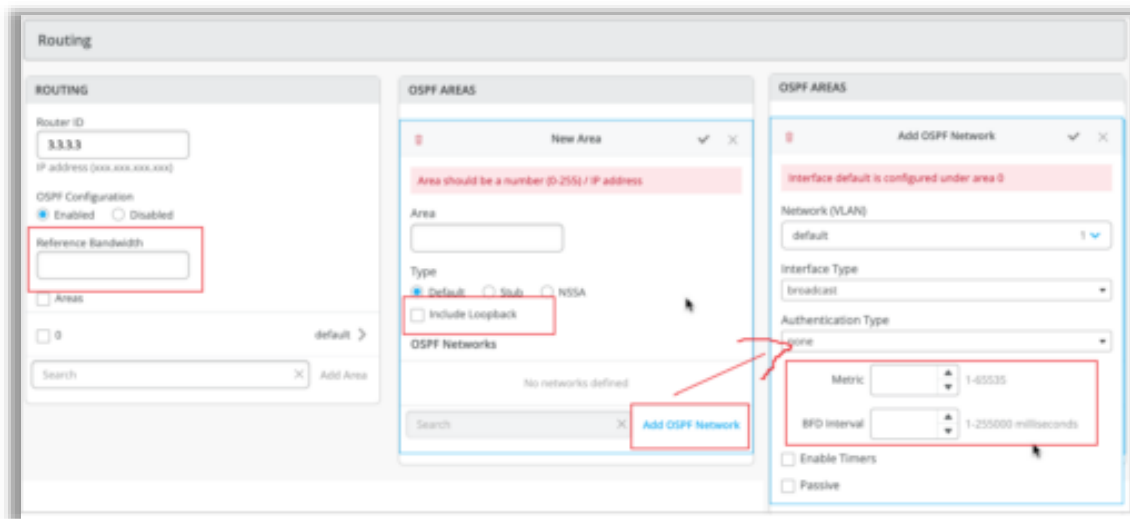 Routing
ROUTING
Router ID
3.3.3.3
IP address (xxx.xxx.xxx.xxx)
OSPF Configuration
Enabled Disabled
Reference Bandwidth
Areas
0 default
Search Add Area
OSPF AREAS
New Area
Area should be a number (0-255) / IP address
Area
Type
Default Stub NSSA
Include Loopback
OSPF Networks
No networks defined
Search Add OSPF Network
OSPF AREAS
Add OSPF Network
Interface default is configured under area 0
Network (VLAN)
default 1
Interface Type
broadcast
Authentication Type
none
Metric 1-65535
BFD Interval 1-255000 milliseconds
Enable Timers
Passive